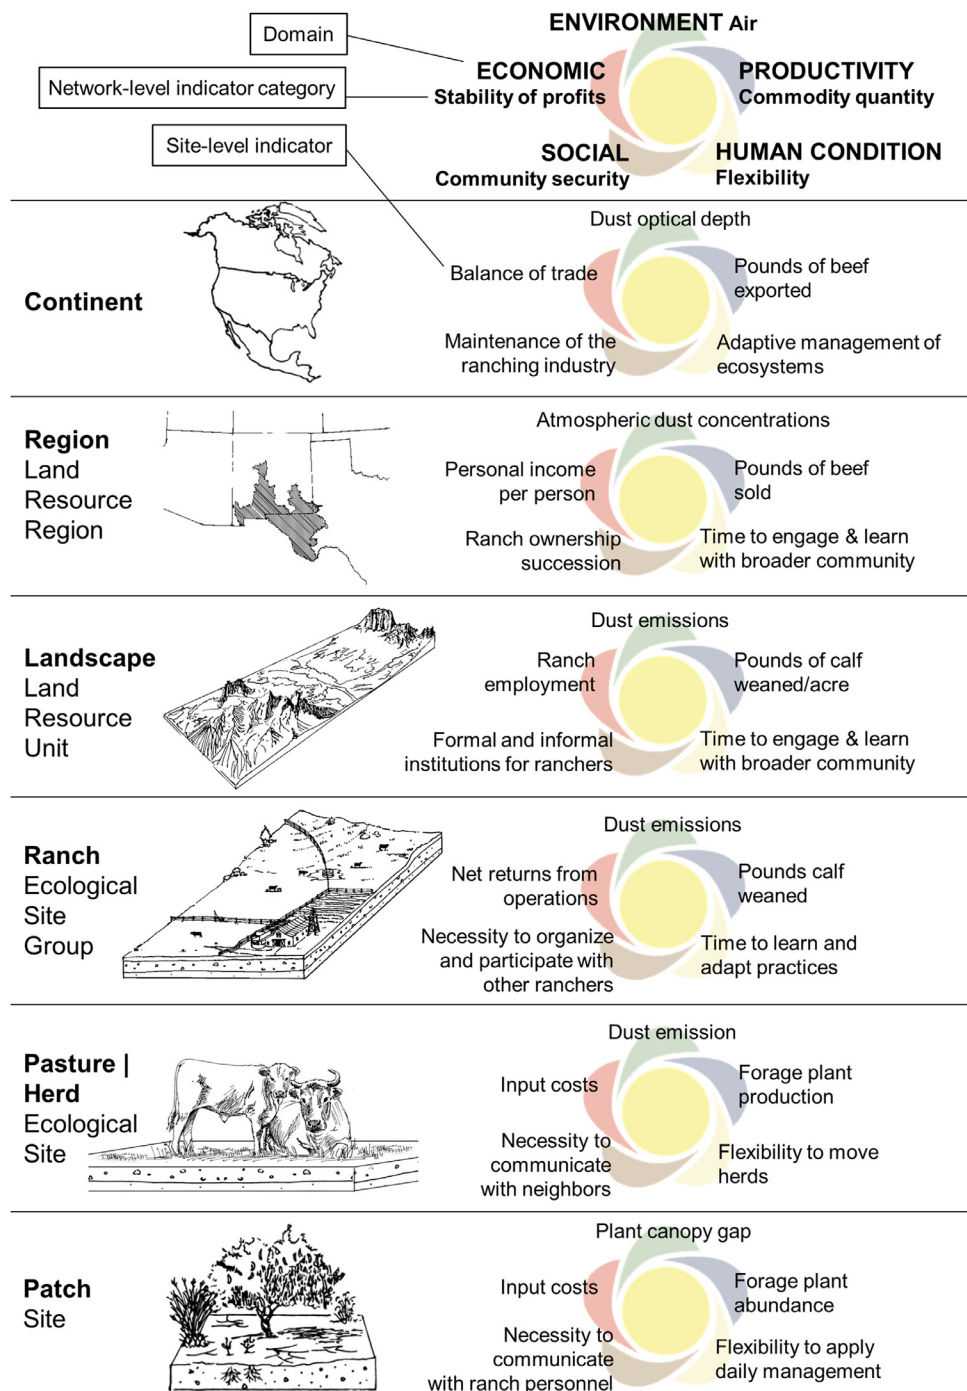 Domain
Network-level indicator category
Site-level indicator
ENVIRONMENT Air
ECONOMIC
Stability of profits
PRODUCTIVITY
Commodity quantity
SOCIAL
Community security
HUMAN CONDITION
Flexibility
Continent
Dust optical depth
Balance of trade
Pounds of beef
exported
Maintenance of the
ranching industry
Adaptive management of
ecosystems
Region
Land
Resource
Region
Atmospheric dust concentrations
Personal income
per person
Pounds of beef
sold
Ranch ownership
succession
Time to engage & learn
with broader community
Landscape
Land
Resource
Unit
Dust emissions
Ranch
employment
Pounds of calf
weaned/acre
Formal and informal
institutions for ranchers
Time to engage & learn
with broader community
Ranch
Ecological
Site
Group
Dust emissions
Net returns from
operations
Pounds calf
weaned
Necessity to organize
and participate with
other ranchers
Time to learn and
adapt practices
Pasture |
Herd
Ecological
Site
Dust emission
Input costs
Forage plant
production
Necessity to
communicate
with neighbors
Flexibility to move
herds
Patch
Site
Plant canopy gap
Input costs
Forage plant
abundance
Necessity to
communicate
with ranch personnel
Flexibility to apply
daily management